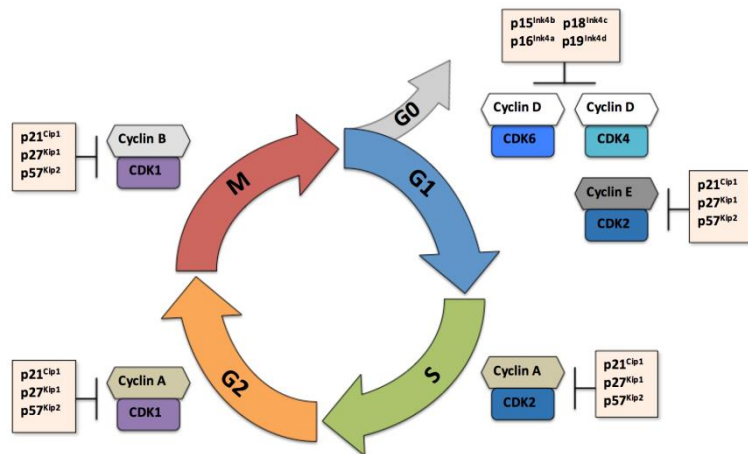 p15Ink4b p18Ink4c
p16Ink4a p19Ink4d
Cyclin D
CDK6
Cyclin D
CDK4
G0
p21Cip1
p27Kip1
p57Kip2
Cyclin B
CDK1
M
G1
Cyclin E
CDK2
p21Cip1
p27Kip1
p57Kip2
G2
S
p21Cip1
p27Kip1
p57Kip2
Cyclin A
CDK1
Cyclin A
CDK2
p21Cip1
p27Kip1
p57Kip2